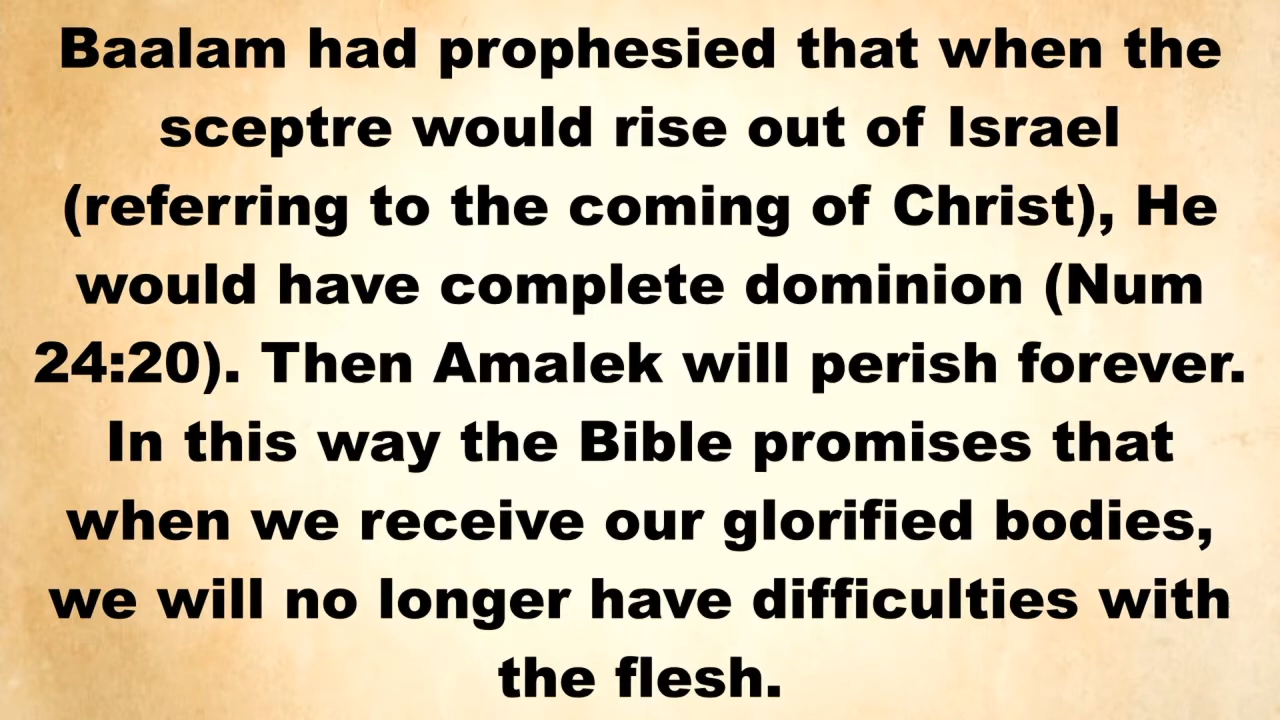 Baalam had prophesied that when the
sceptre would rise out of Israel
(referring to the coming of Christ), He
would have complete dominion (Num
24:20). Then Amalek will perish forever.
In this way the Bible promises that
when we receive our glorified bodies,
we will no longer have difficulties with
the flesh.